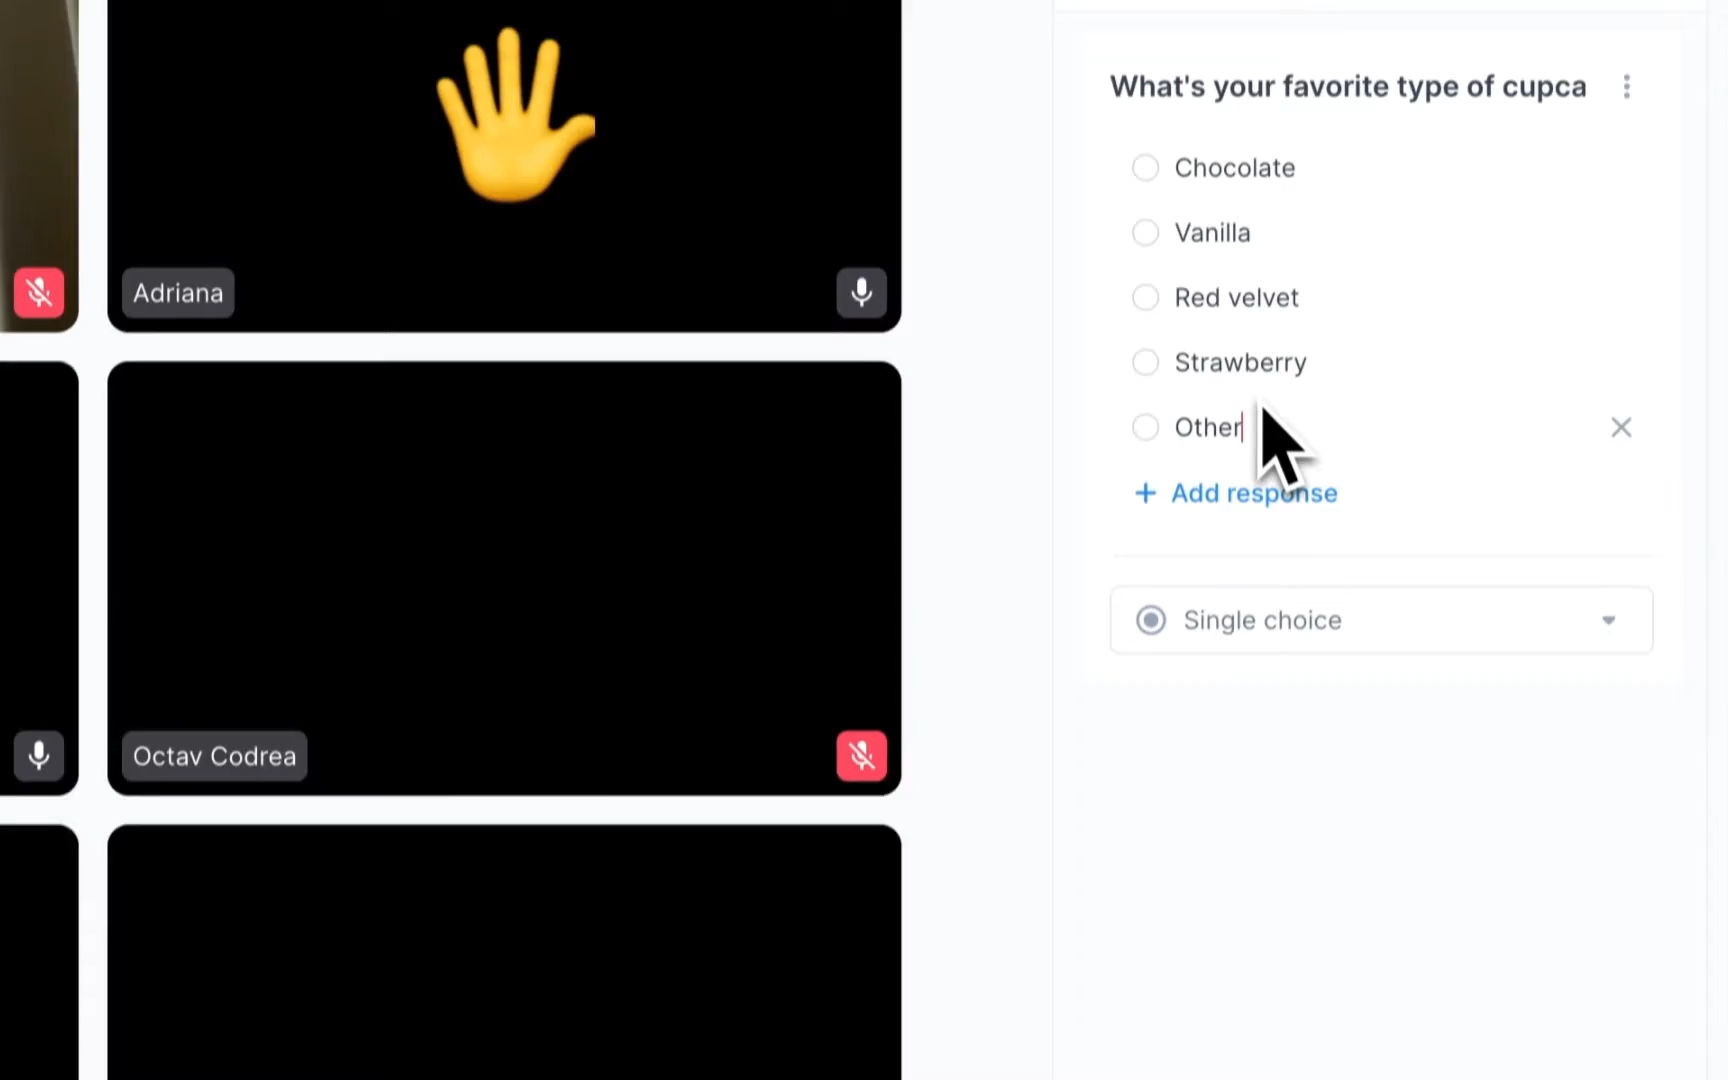 Adriana
Octav Codrea
What's your favorite type of cupca
Chocolate
Vanilla
Red velvet
Strawberry
Other
+ Add response
Single choice